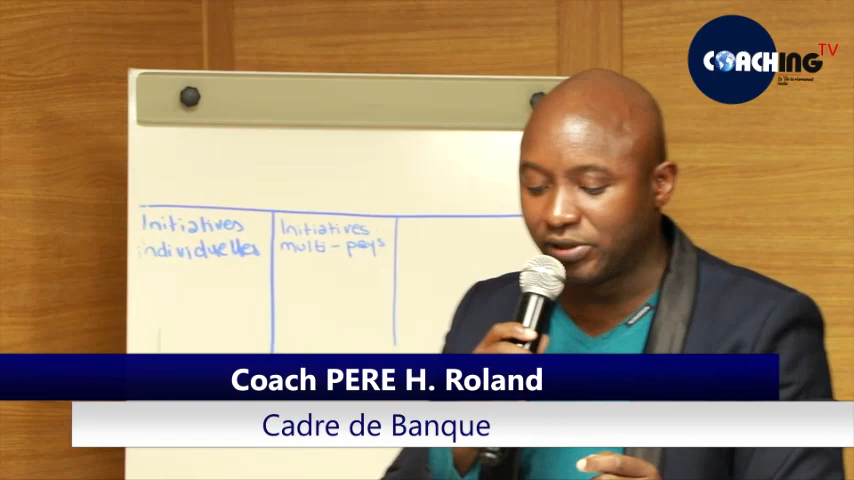 COACHING TV
Initiatives
individuelles
Initiatives
multi-pays
Coach PERE H. Roland
Cadre de Banque